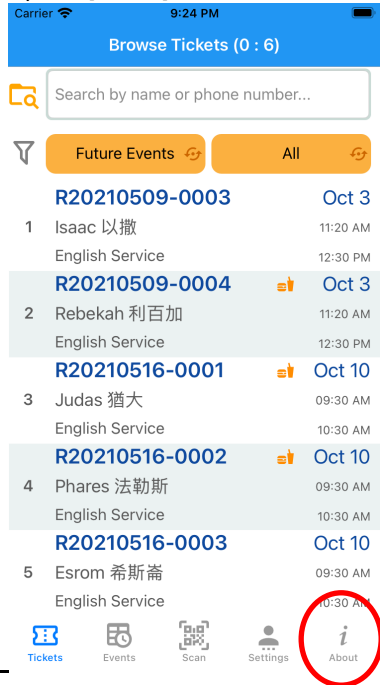 Carrier 9:24 PM
Browse Tickets (0 : 6)
Search by name or phone number...
Future Events All
R20210509-0003 Oct 3
1 Isaac 以撒 11:20 AM
English Service 12:30 PM
R20210509-0004 Oct 3
2 Rebekah 利百加 11:20 AM
English Service 12:30 PM
R20210516-0001 Oct 10
3 Judas 猶大 09:30 AM
English Service 10:30 AM
R20210516-0002 Oct 10
4 Phares 法勒斯 09:30 AM
English Service 10:30 AM
R20210516-0003 Oct 10
5 Esrom 希斯崙 09:30 AM
English Service 10:30 AM
Tickets Events Scan Settings About